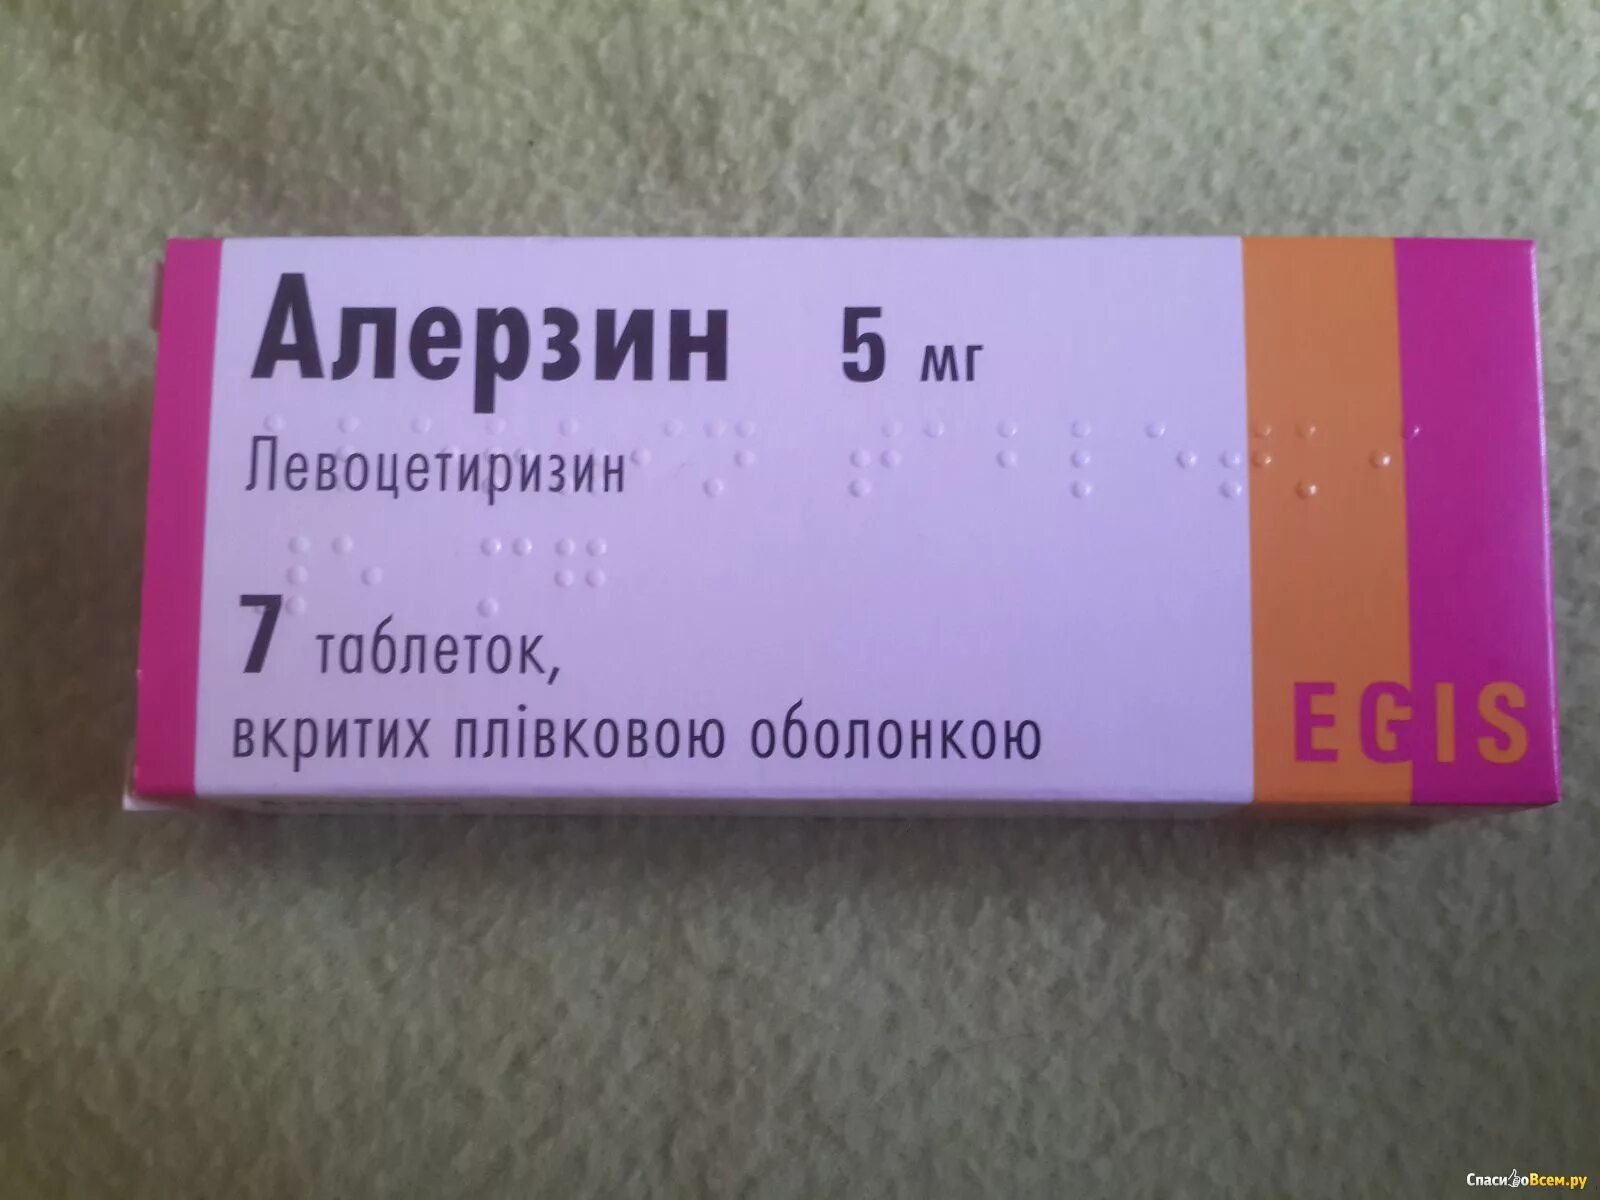 Алерзин 5 мг
Левоцетиризин
7 таблеток,
вкритих плівковою оболонкою
EGIS
СпасибоВсем.ру